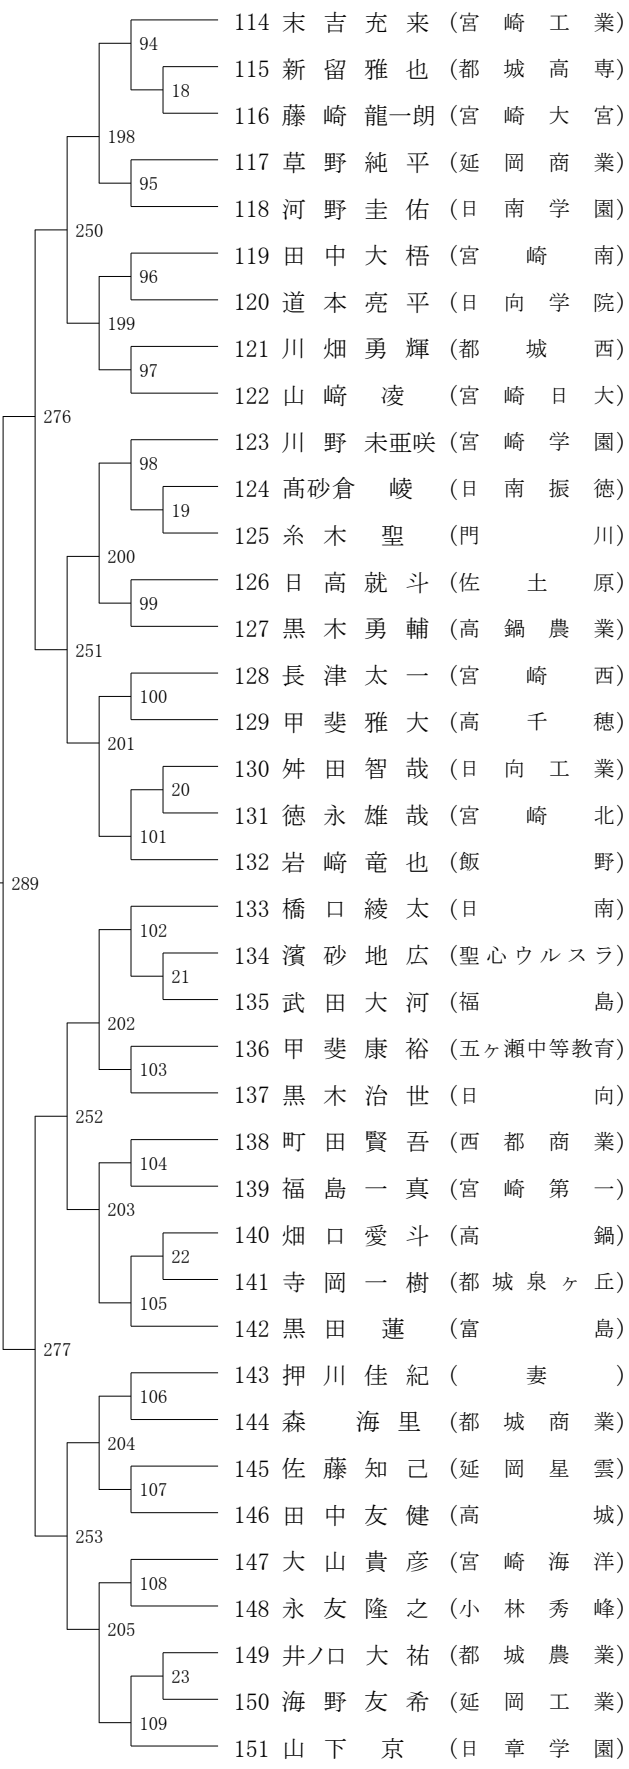 114 末吉充来 (宮崎工業)
94
115 新留雅也 (都城高専)
18
116 藤崎龍一朗 (宮崎大宮)
198
117 草野純平 (延岡商業)
95
118 河野圭佑 (日南学園)
250
119 田中大梧 (宮崎南)
96
120 道本亮平 (日向学院)
199
121 川畑勇輝 (都城西)
97
122 山﨑凌 (宮崎日大)
276
123 川野未亜咲 (宮崎学園)
98
124 髙砂倉崚 (日南振徳)
19
125 糸木聖 (門川)
200
126 日高就斗 (佐土原)
99
127 黒木勇輔 (高鍋農業)
251
128 長津太一 (宮崎西)
100
129 甲斐雅大 (高千穂)
201
130 舛田智哉 (日向工業)
20
131 徳永雄哉 (宮崎北)
101
132 岩﨑竜也 (飯野)
289
133 橋口綾太 (日南)
102
134 濱砂地広 (聖心ウルスラ)
21
135 武田大河 (福島)
202
136 甲斐康裕 (五ヶ瀬中等教育)
103
137 黒木治世 (日向)
252
138 町田賢吾 (西都商業)
104
139 福島一真 (宮崎第一)
203
140 畑口愛斗 (高鍋)
22
141 寺岡一樹 (都城泉ヶ丘)
105
142 黒田蓮 (富島)
277
143 押川佳紀 (妻)
106
144 森海里 (都城商業)
204
145 佐藤知己 (延岡星雲)
107
146 田中友健 (高城)
253
147 大山貴彦 (宮崎海洋)
108
148 永友隆之 (小林秀峰)
205
149 井ノ口大祐 (都城農業)
23
150 海野友希 (延岡工業)
109
151 山下京 (日章学園)